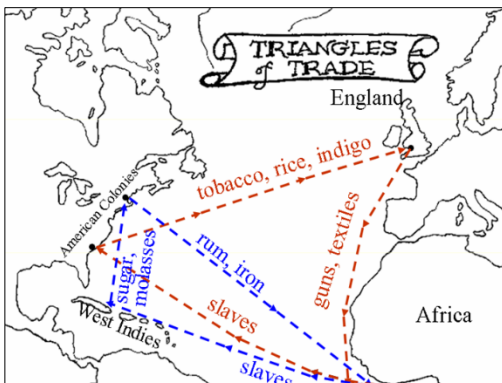 TRIANGLES
of TRADE
England
tobacco, rice, indigo
American Colonies
rum, iron
guns, textiles
sugar,
molasses
slaves
West Indies
Africa
slaves